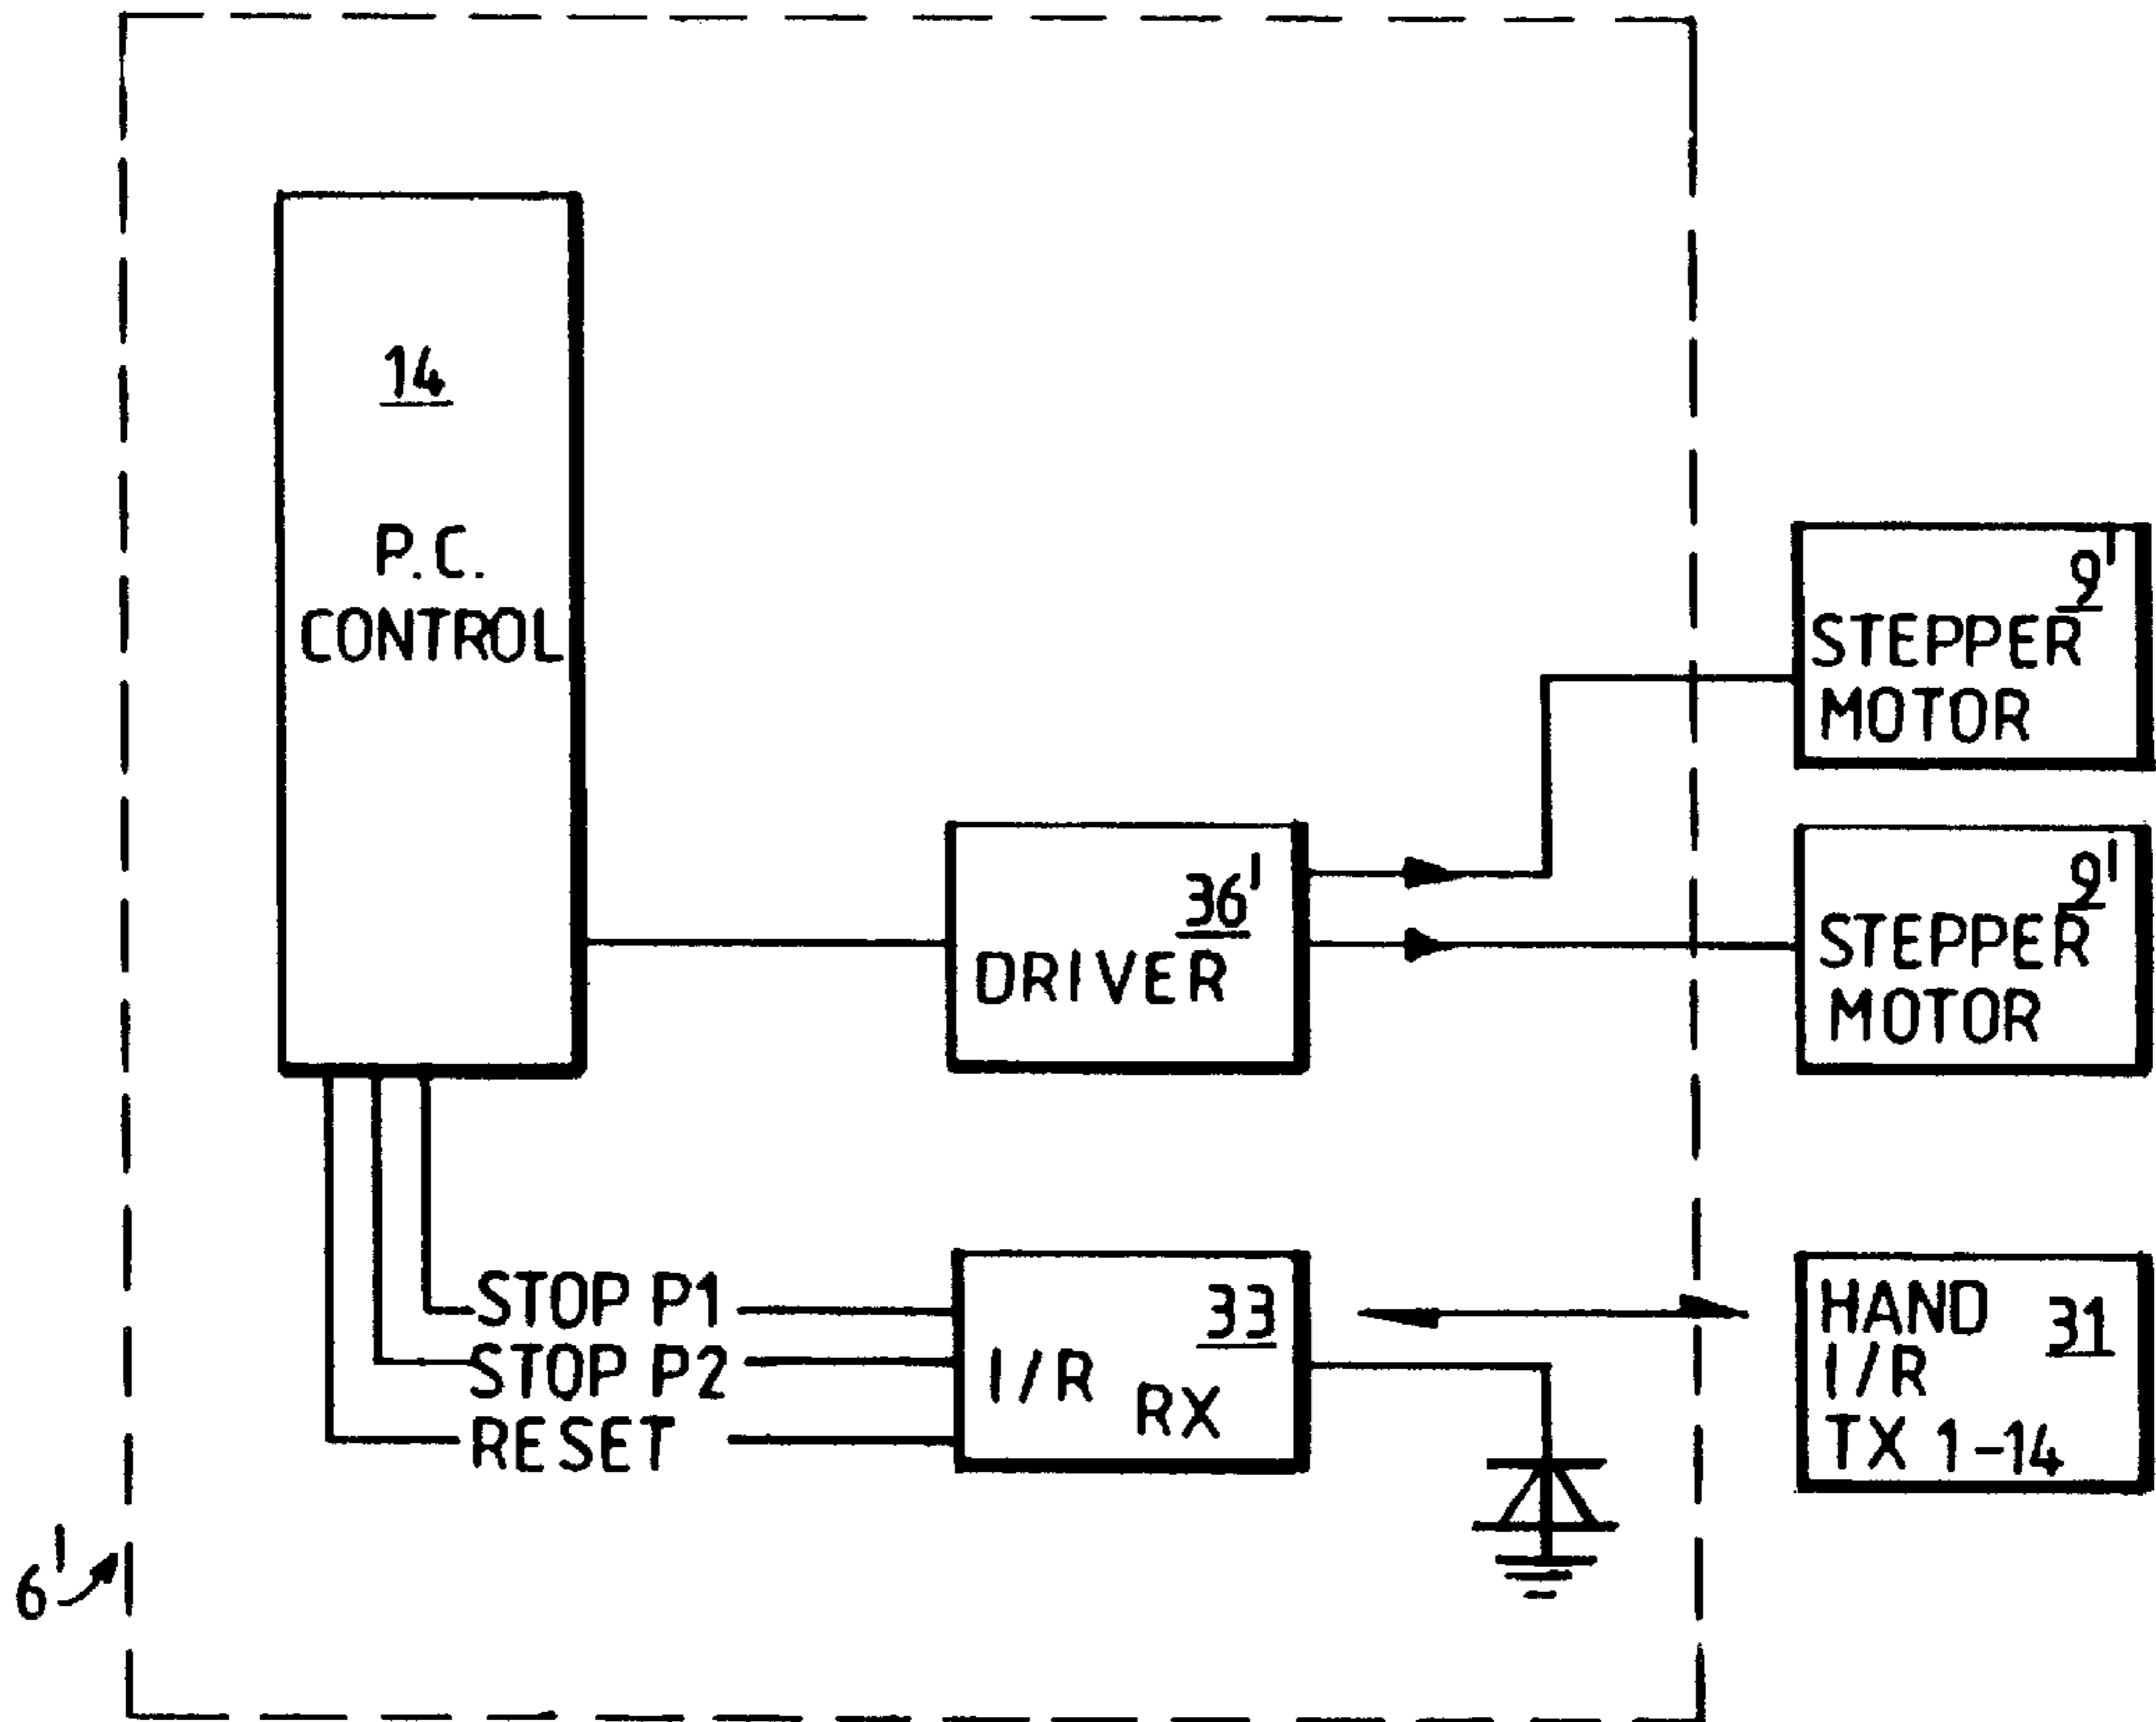 14
P.C.
CONTROL
9'
STEPPER
MOTOR
36'
DRIVER
9'
STEPPER
MOTOR
STOP P1
STOP P2
RESET
33
I/R RX
HAND 31
I/R
TX 1-14
6'